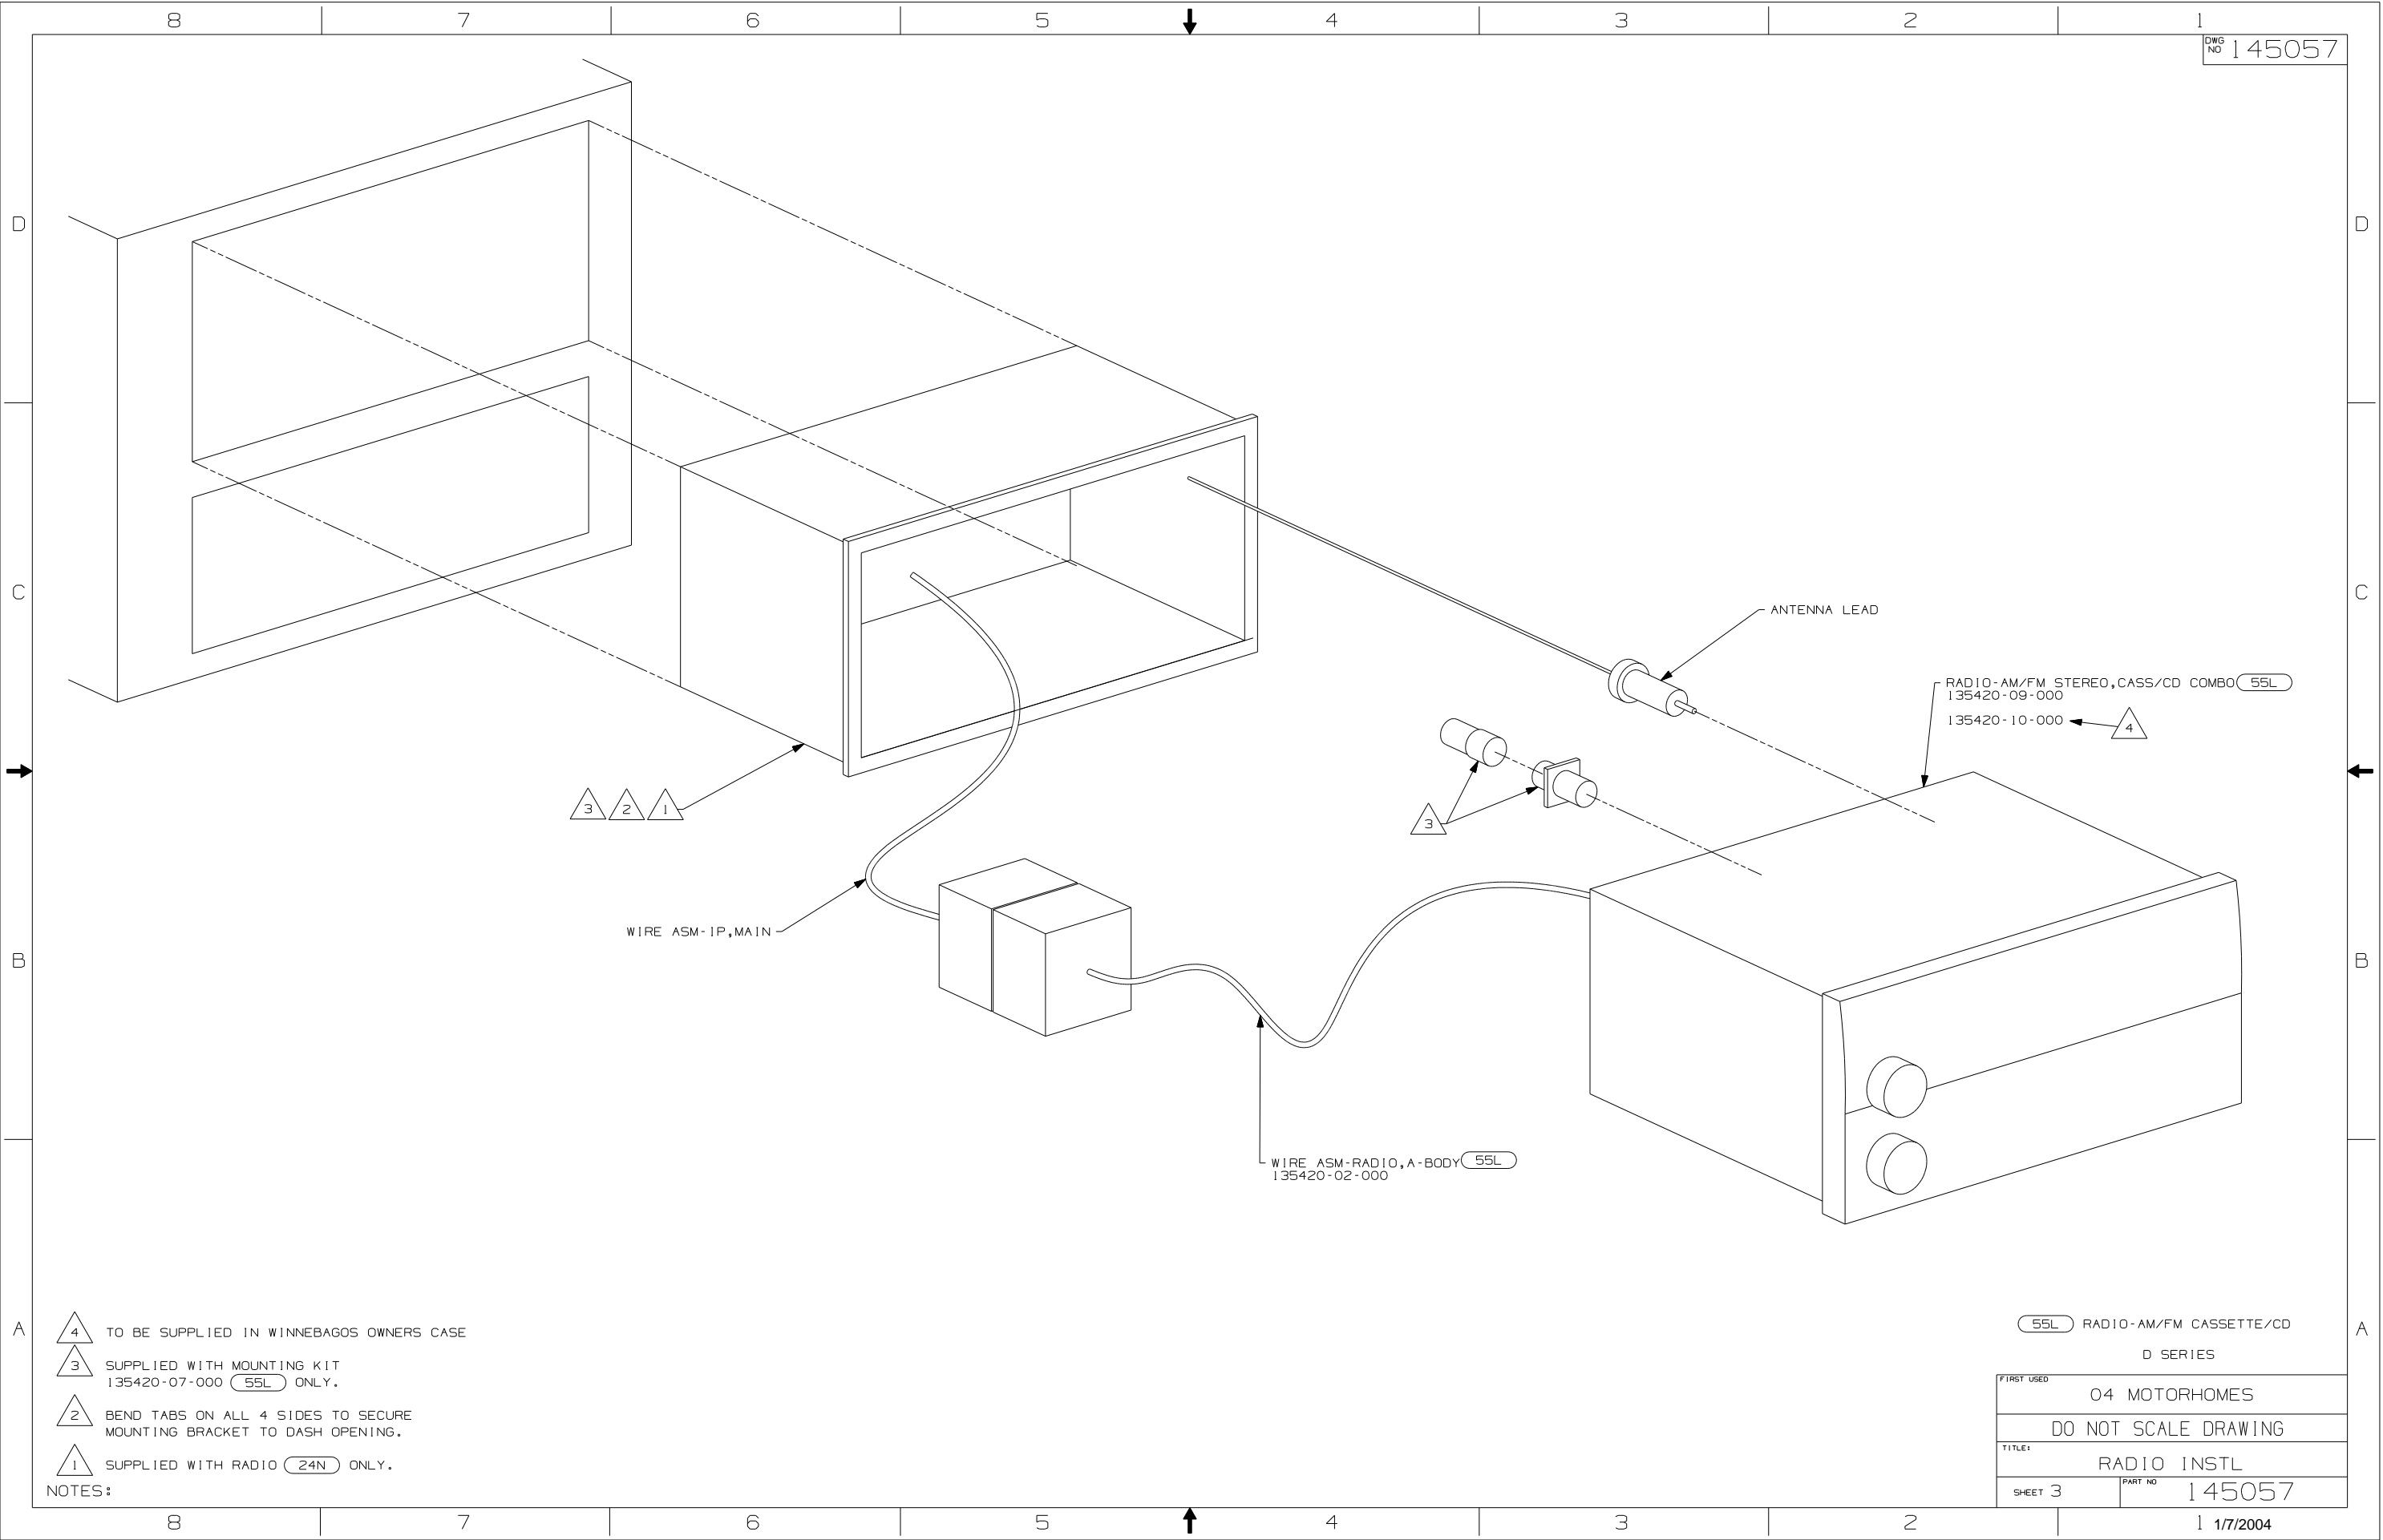 8 7 6 5 4 3 2 1
DWG NO 145057
D D
ANTENNA LEAD
C C
RADIO-AM/FM STEREO,CASS/CD COMBO 55L
135420-09-000
135420-10-000 4
3 2 1
3
WIRE ASM-IP,MAIN
B B
WIRE ASM-RADIO,A-BODY 55L
135420-02-000
A A
4 TO BE SUPPLIED IN WINNEBAGOS OWNERS CASE
3 SUPPLIED WITH MOUNTING KIT
135420-07-000 55L ONLY.
2 BEND TABS ON ALL 4 SIDES TO SECURE
MOUNTING BRACKET TO DASH OPENING.
1 SUPPLIED WITH RADIO 24N ONLY.
NOTES:
55L RADIO-AM/FM CASSETTE/CD
D SERIES
FIRST USED
04 MOTORHOMES
DO NOT SCALE DRAWING
TITLE:
RADIO INSTL
SHEET 3 PART NO 145057
8 7 6 5 4 3 2 1 1/7/2004